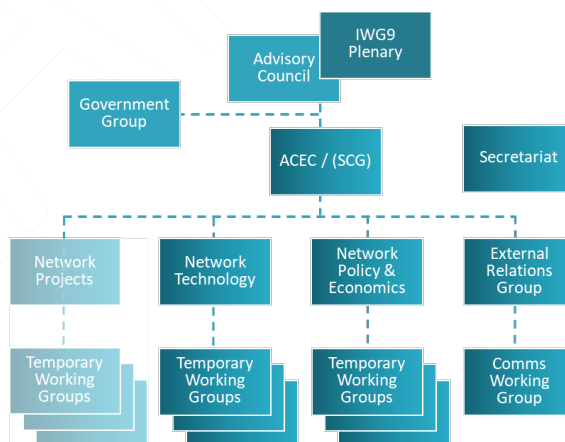 IWG9
Plenary
Advisory
Council
Government
Group
ACEC / (SCG)
Secretariat
Network
Projects
Network
Technology
Network
Policy &
Economics
External
Relations
Group
Temporary
Working
Groups
Temporary
Working
Groups
Temporary
Working
Groups
Comms
Working
Group